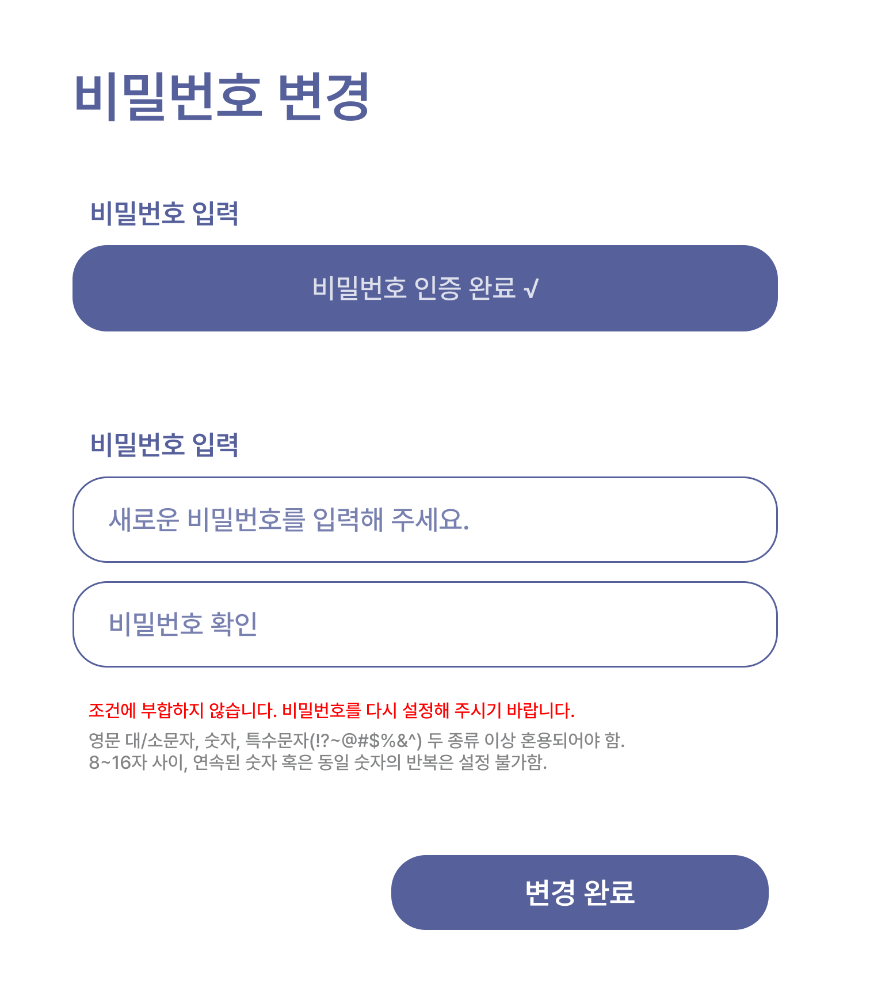 비밀번호 변경
비밀번호 입력
비밀번호 인증 완료 √
비밀번호 입력
새로운 비밀번호를 입력해 주세요.
비밀번호 확인
조건에 부합하지 않습니다. 비밀번호를 다시 설정해 주시기 바랍니다.
영문 대/소문자, 숫자, 특수문자(!?~@#$%&^) 두 종류 이상 혼용되어야 함.
8~16자 사이, 연속된 숫자 혹은 동일 숫자의 반복은 설정 불가함.
변경 완료